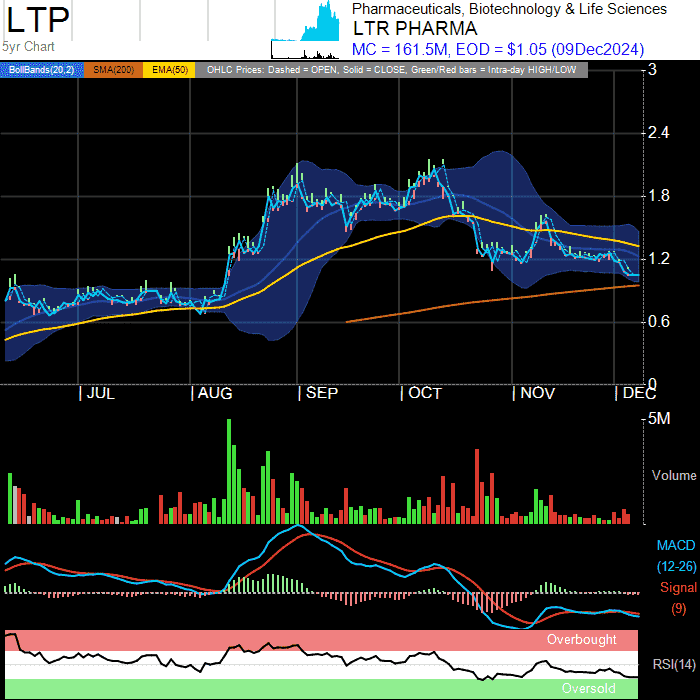 LTP
5yr Chart
Pharmaceuticals, Biotechnology & Life Sciences
LTR PHARMA
MC = 161.5M, EOD = $1.05 (09Dec2024)
BollBands(20,2) SMA(200) EMA(50) OHLC Prices: Dashed = OPEN, Solid = CLOSE, Green/Red bars = Intra-day HIGH/LOW
3
2.4
1.8
1.2
0.6
0
| JUL | AUG | SEP | OCT | NOV | DEC
5M
Volume
MACD
(12-26)
Signal
(9)
Overbought
RSI(14)
Oversold